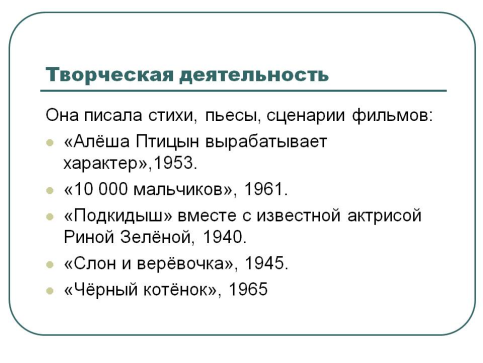 Творческая деятельность
Она писала стихи, пьесы, сценарии фильмов:
«Алёша Птицын вырабатывает
характер»,1953.
«10 000 мальчиков», 1961.
«Подкидыш» вместе с известной актрисой
Риной Зелёной, 1940.
«Слон и верёвочка», 1945.
«Чёрный котёнок», 1965